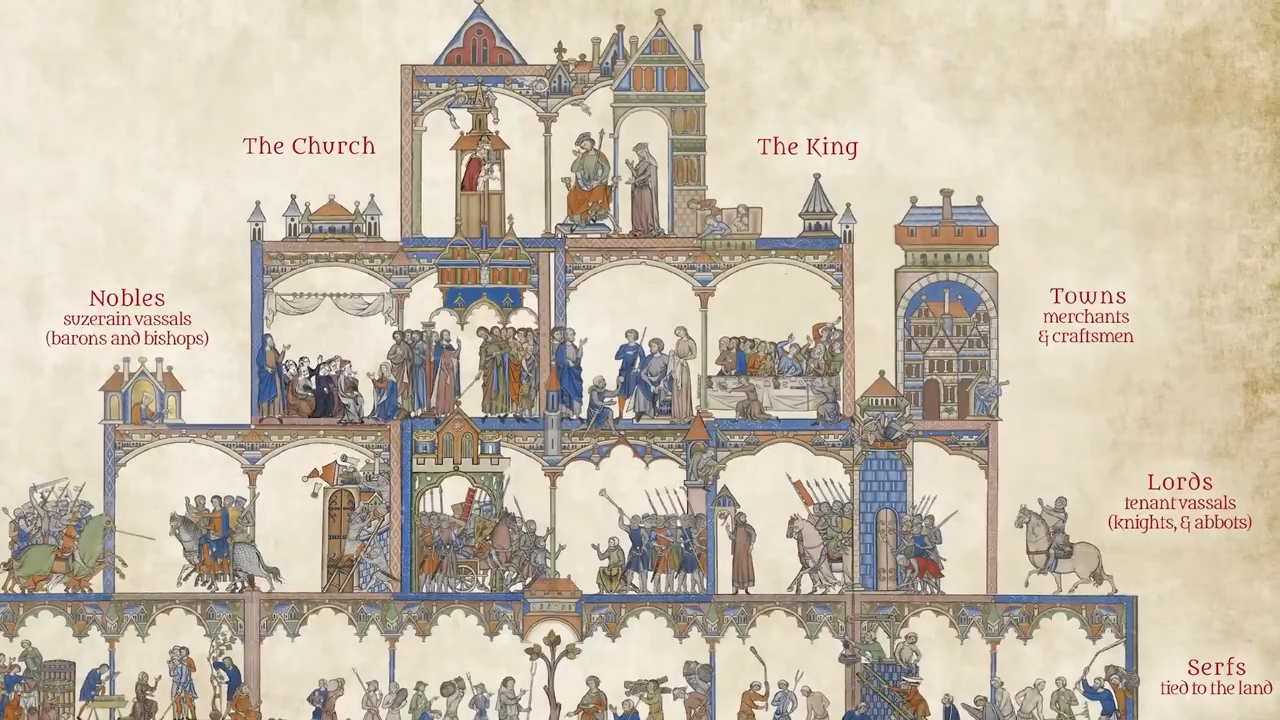 The Church
The King
Nobles
suzerain vassals
(barons and bishops)
Towns
merchants
& craftsmen
Lords
tenant vassals
(knights, & abbots)
Serfs
tied to the land